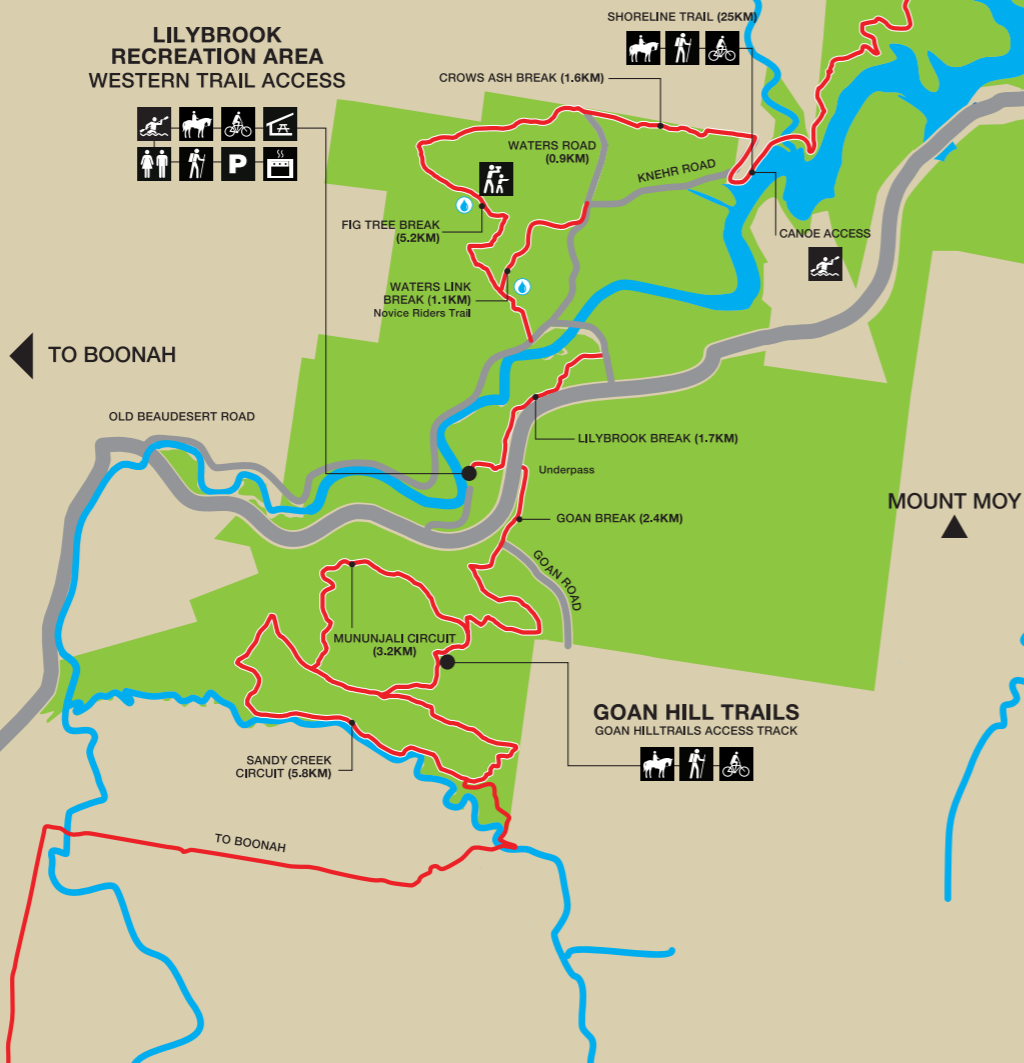 LILYBROOK
RECREATION AREA
WESTERN TRAIL ACCESS
P
SHORELINE TRAIL (25KM)
CROWS ASH BREAK (1.6KM)
WATERS ROAD
(0.9KM)
KNEHR ROAD
FIG TREE BREAK
(5.2KM)
CANOE ACCESS
WATERS LINK
BREAK (1.1KM)
Novice Riders Trail
TO BOONAH
OLD BEAUDESERT ROAD
LILYBROOK BREAK (1.7KM)
Underpass
GOAN BREAK (2.4KM)
MOUNT MOY
GOAN ROAD
MUNUNJALI CIRCUIT
(3.2KM)
GOAN HILL TRAILS
GOAN HILLTRAILS ACCESS TRACK
SANDY CREEK
CIRCUIT (5.8KM)
TO BOONAH